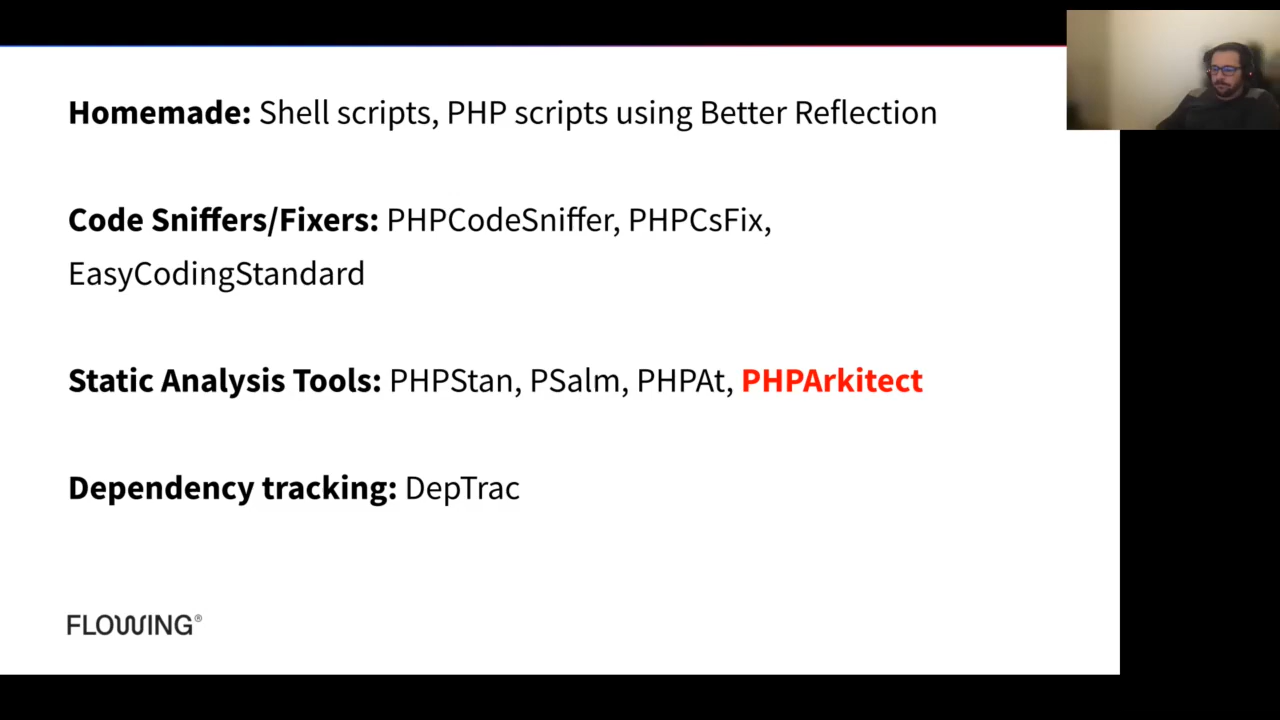 Homemade: Shell scripts, PHP scripts using Better Reflection
Code Sniffers/Fixers: PHPCodeSniffer, PHPCsFix,
EasyCodingStandard
Static Analysis Tools: PHPStan, PSalm, PHPAt, PHPArkitect
Dependency tracking: DepTrac
FLOWING®